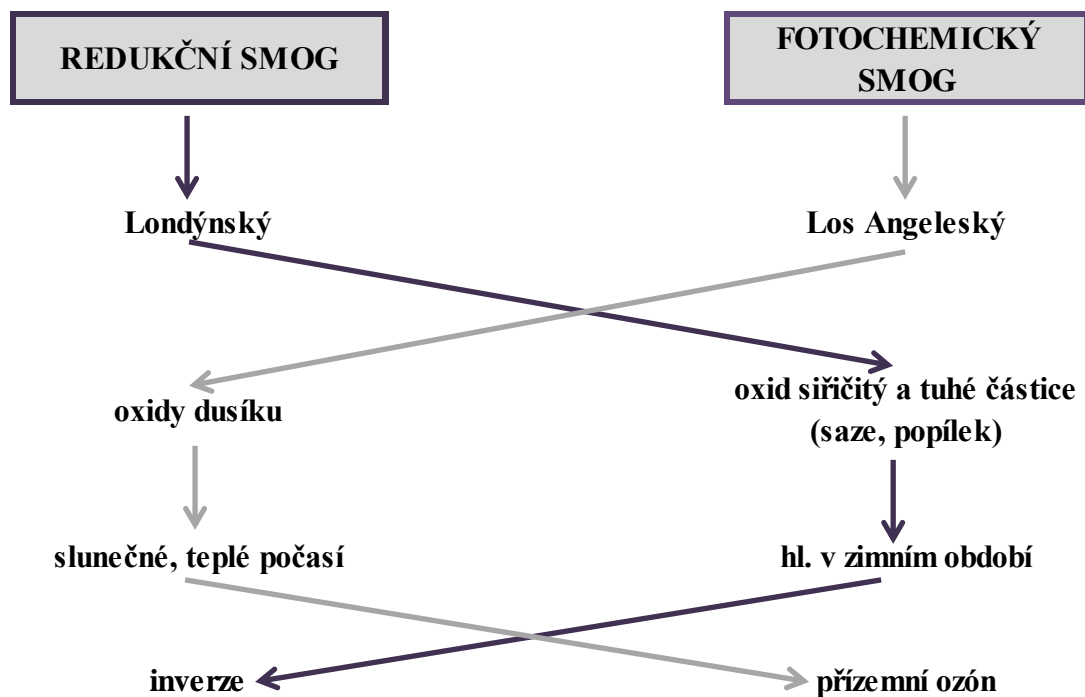 REDUKČNÍ SMOG
FOTOCHEMICKÝ
SMOG
Londýnský
Los Angeleský
oxidy dusíku
oxid siřičitý a tuhé částice
(saze, popílek)
slunečné, teplé počasí
hl. v zimním období
inverze
přízemní ozón